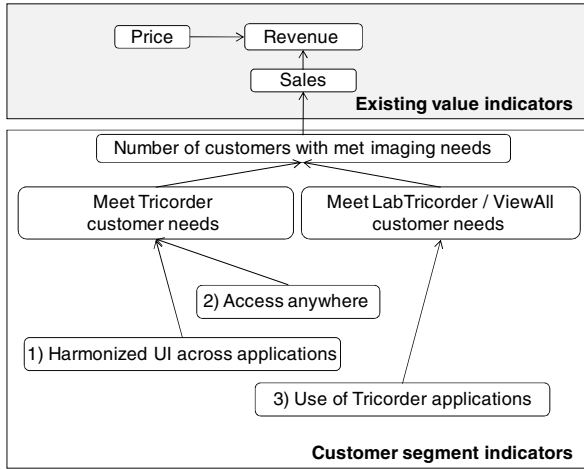 Price
Revenue
Sales
Existing value indicators
Number of customers with met imaging needs
Meet Tricorder
customer needs
Meet LabTricorder / ViewAll
customer needs
2) Access anywhere
1) Harmonized UI across applications
3) Use of Tricorder applications
Customer segment indicators